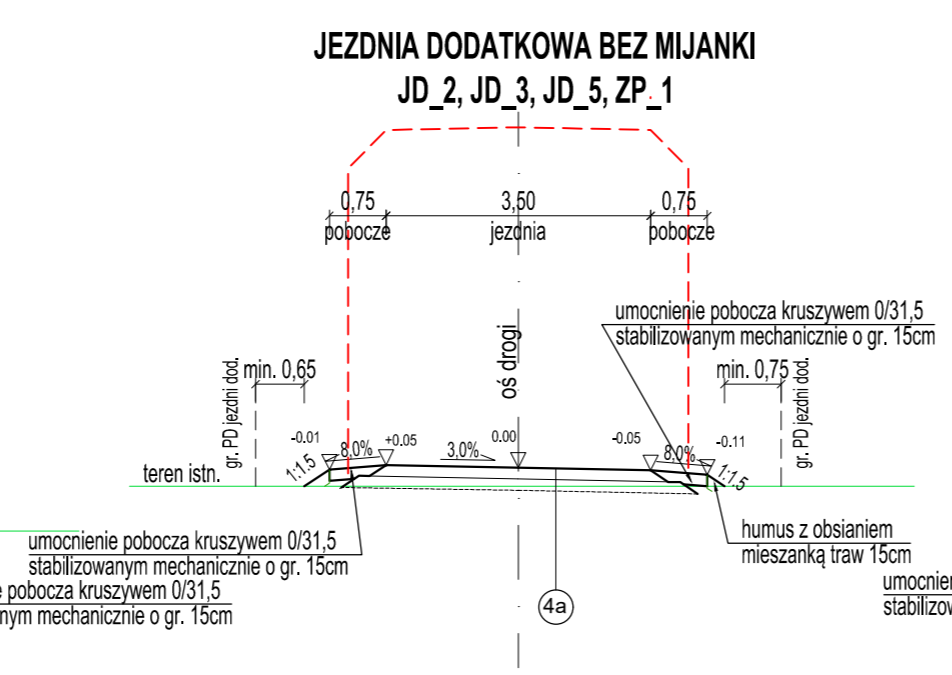 JEZDNIA DODATKOWA BEZ MIJANKI
JD_2, JD_3, JD_5, ZP_1
0,75
3,50
0,75
pobocze
jezdnia
pobocze
umocnienie pobocza kruszywem 0/31,5
stabilizowanym mechanicznie o gr. 15cm
oś drogi
gr. PD jezdni dod.
min. 0,65
min. 0,75
gr. PD jezdni dod.
-0.01
8,0%
+0.05
3,0%
0.00
-0.05
8,0%
-0.11
teren istn.
1:1.5
1:1.5
umocnienie pobocza kruszywem 0/31,5
stabilizowanym mechanicznie o gr. 15cm
humus z obsianiem
mieszanką traw 15cm
pobocza kruszywem 0/31,5
mechanicznie o gr. 15cm
4a